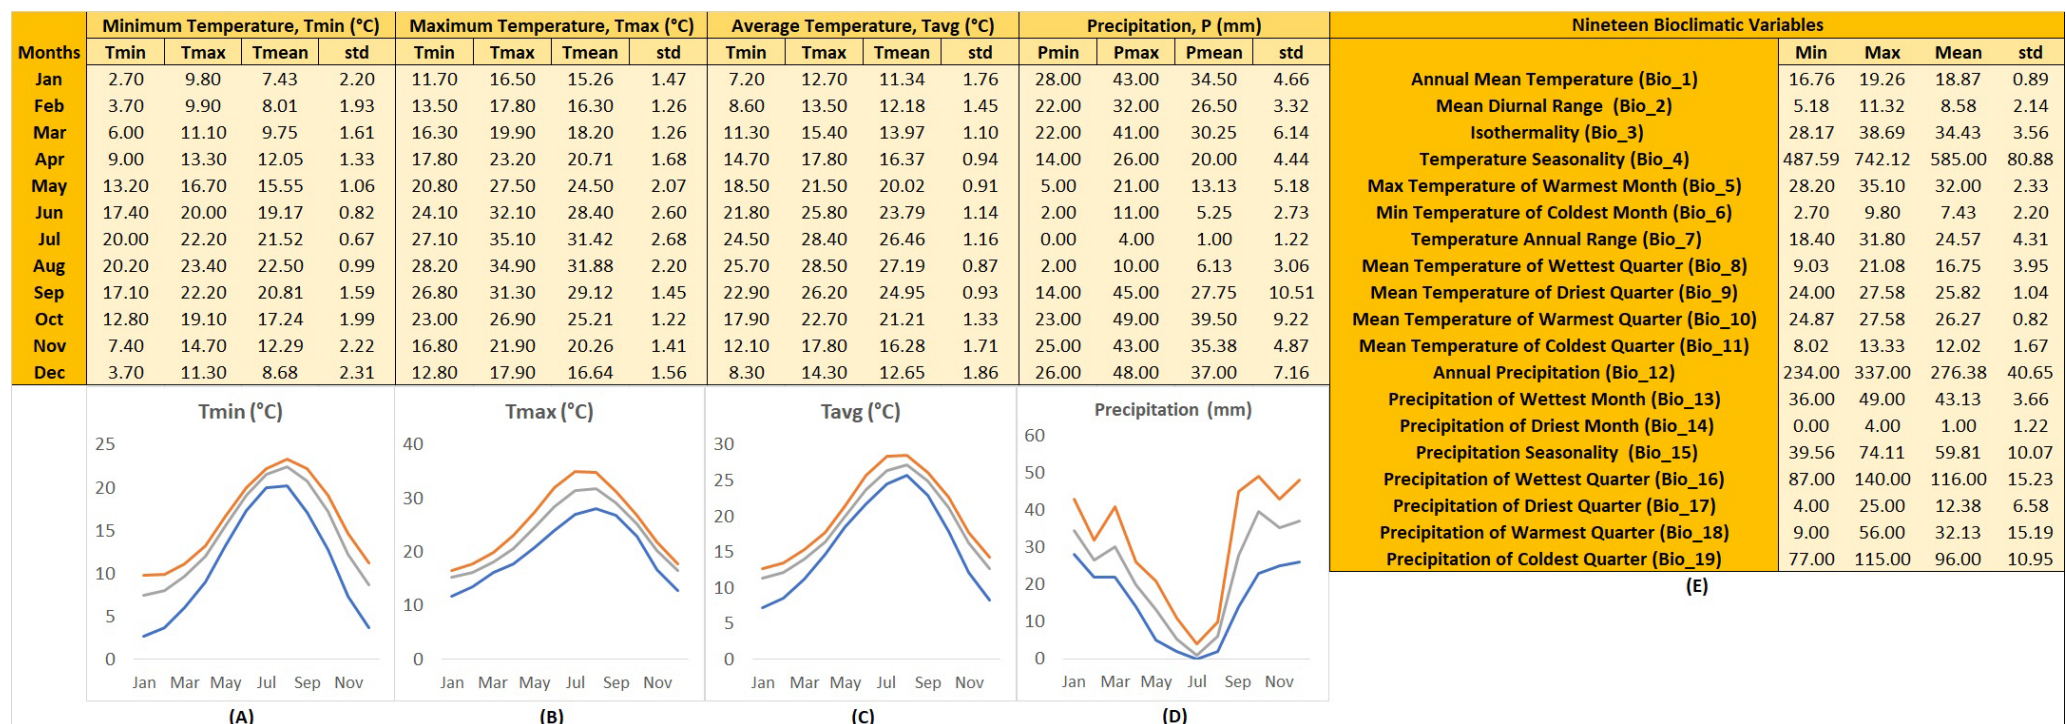 Minimum Temperature, Tmin (°C) Maximum Temperature, Tmax (°C) Average Temperature, Tavg (°C) Precipitation, P (mm) Nineteen Bioclimatic Variables
Months Tmin Tmax Tmean std Tmin Tmax Tmean std Tmin Tmax Tmean std Pmin Pmax Pmean std Min Max Mean std
Jan 2.70 9.80 7.43 2.20 11.70 16.50 15.26 1.47 7.20 12.70 11.34 1.76 28.00 43.00 34.50 4.66 Annual Mean Temperature (Bio_1) 16.76 19.26 18.87 0.89
Feb 3.70 9.90 8.01 1.93 13.50 17.80 16.30 1.26 8.60 13.50 12.18 1.45 22.00 32.00 26.50 3.32 Mean Diurnal Range (Bio_2) 5.18 11.32 8.58 2.14
Mar 6.00 11.10 9.75 1.61 16.30 19.90 18.20 1.26 11.30 15.40 13.97 1.10 22.00 41.00 30.25 6.14 Isothermality (Bio_3) 28.17 38.69 34.43 3.56
Apr 9.00 13.30 12.05 1.33 17.80 23.20 20.71 1.68 14.70 17.80 16.37 0.94 14.00 26.00 20.00 4.44 Temperature Seasonality (Bio_4) 487.59 742.12 585.00 80.88
May 13.20 16.70 15.55 1.06 20.80 27.50 24.50 2.07 18.50 21.50 20.02 0.91 5.00 21.00 13.13 5.18 Max Temperature of Warmest Month (Bio_5) 28.20 35.10 32.00 2.33
Jun 17.40 20.00 19.17 0.82 24.10 32.10 28.40 2.60 21.80 25.80 23.79 1.14 2.00 11.00 5.25 2.73 Min Temperature of Coldest Month (Bio_6) 2.70 9.80 7.43 2.20
Jul 20.00 22.20 21.52 0.67 27.10 35.10 31.42 2.68 24.50 28.40 26.46 1.16 0.00 4.00 1.00 1.22 Temperature Annual Range (Bio_7) 18.40 31.80 24.57 4.31
Aug 20.20 23.40 22.50 0.99 28.20 34.90 31.88 2.20 25.70 28.50 27.19 0.87 2.00 10.00 6.13 3.06 Mean Temperature of Wettest Quarter (Bio_8) 9.03 21.08 16.75 3.95
Sep 17.10 22.20 20.81 1.59 26.80 31.30 29.12 1.45 22.90 26.20 24.95 0.93 14.00 45.00 27.75 10.51 Mean Temperature of Driest Quarter (Bio_9) 24.00 27.58 25.82 1.04
Oct 12.80 19.10 17.24 1.99 23.00 26.90 25.21 1.22 17.90 22.70 21.21 1.33 23.00 49.00 39.50 9.22 Mean Temperature of Warmest Quarter (Bio_10) 24.87 27.58 26.27 0.82
Nov 7.40 14.70 12.29 2.22 16.80 21.90 20.26 1.41 12.10 17.80 16.28 1.71 25.00 43.00 35.38 4.87 Mean Temperature of Coldest Quarter (Bio_11) 8.02 13.33 12.02 1.67
Dec 3.70 11.30 8.68 2.31 12.80 17.90 16.64 1.56 8.30 14.30 12.65 1.86 26.00 48.00 37.00 7.16 Annual Precipitation (Bio_12) 234.00 337.00 276.38 40.65
Precipitation of Wettest Month (Bio_13) 36.00 49.00 43.13 3.66
Precipitation of Driest Month (Bio_14) 0.00 4.00 1.00 1.22
Precipitation Seasonality (Bio_15) 39.56 74.11 59.81 10.07
Precipitation of Wettest Quarter (Bio_16) 87.00 140.00 116.00 15.23
Precipitation of Driest Quarter (Bio_17) 4.00 25.00 12.38 6.58
Precipitation of Warmest Quarter (Bio_18) 9.00 56.00 32.13 15.19
Precipitation of Coldest Quarter (Bio_19) 77.00 115.00 96.00 10.95
(E)
Tmin (°C)
25
20
15
10
5
0
Jan Mar May Jul Sep Nov
(A)
Tmax (°C)
40
30
20
10
0
Jan Mar May Jul Sep Nov
(B)
Tavg (°C)
30
25
20
15
10
5
0
Jan Mar May Jul Sep Nov
(C)
Precipitation (mm)
60
50
40
30
20
10
0
Jan Mar May Jul Sep Nov
(D)